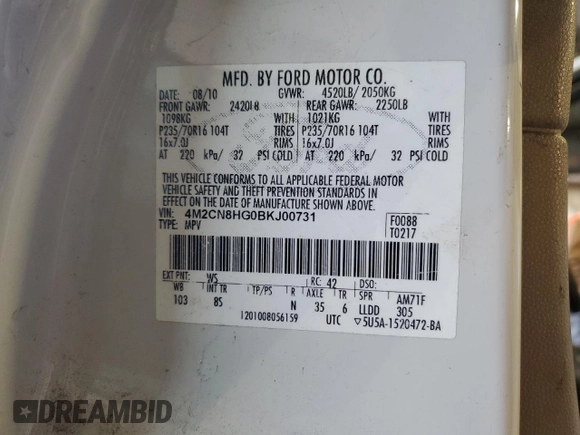 MFD. BY FORD MOTOR CO.
DATE: 08/10 GVWR: 4520LB/ 2050KG
FRONT GAWR: 2420LB REAR GAWR: 2250LB
1098KG WITH 1021KG WITH
P235/70R16 104T TIRES P235/70R16 104T TIRES
16x7.0J RIMS 16x7.0J RIMS
AT 220 kPa/ 32 PSI COLD AT 220 kPa/ 32 PSI COLD
THIS VEHICLE CONFORMS TO ALL APPLICABLE FEDERAL MOTOR
VEHICLE SAFETY AND THEFT PREVENTION STANDARDS IN
EFFECT ON THE DATE OF MANUFACTURE SHOWN ABOVE.
VIN: 4M2CN8HG0BKJ00731 F0088
TYPE: MPV T0217
EXT PNT: WS RC: 42 DSO:
WB INT TR TP/PS R AXLE TR SPR AM71F
103 8S N 35 6 LLDD 305
1201008056159 UTC ▽5U5A-1520472-BA
DREAMBID